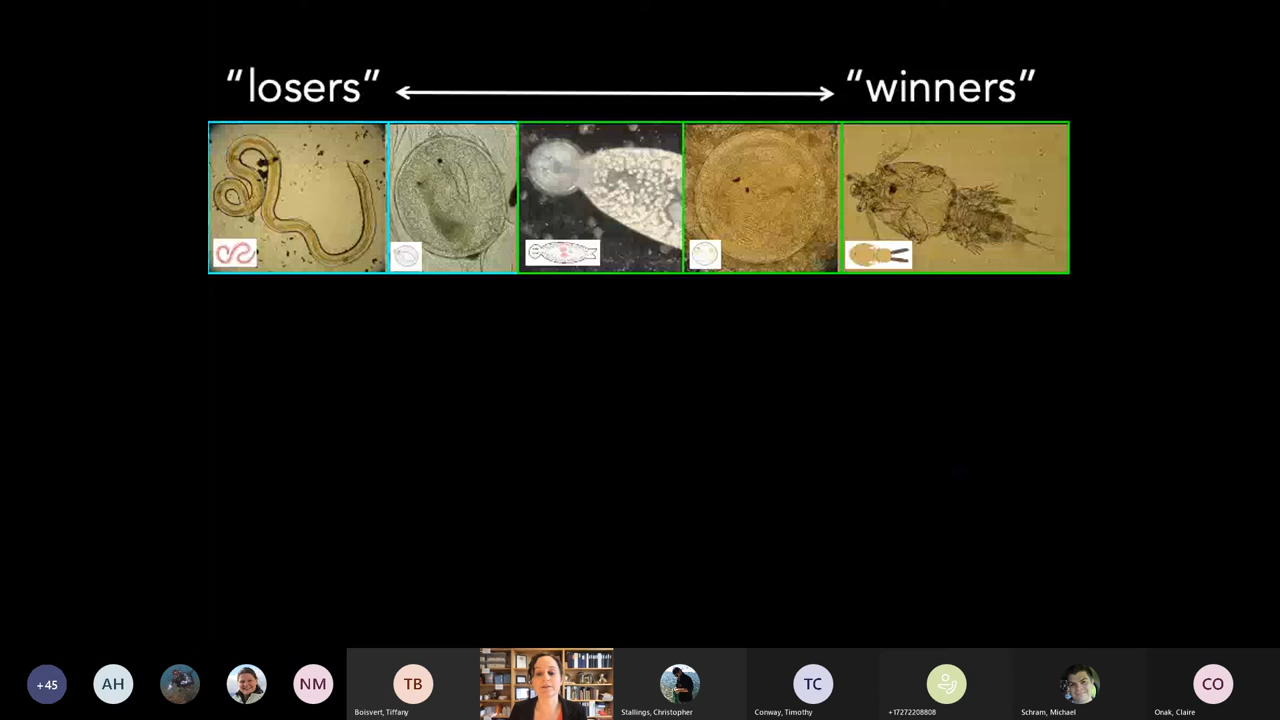 “losers”
“winners”
+45
AH
NM
TB
TC
CO
Boisvert, Tiffany
Stallings, Christopher
Conway, Timothy
+17272208808
Schram, Michael
Onak, Claire